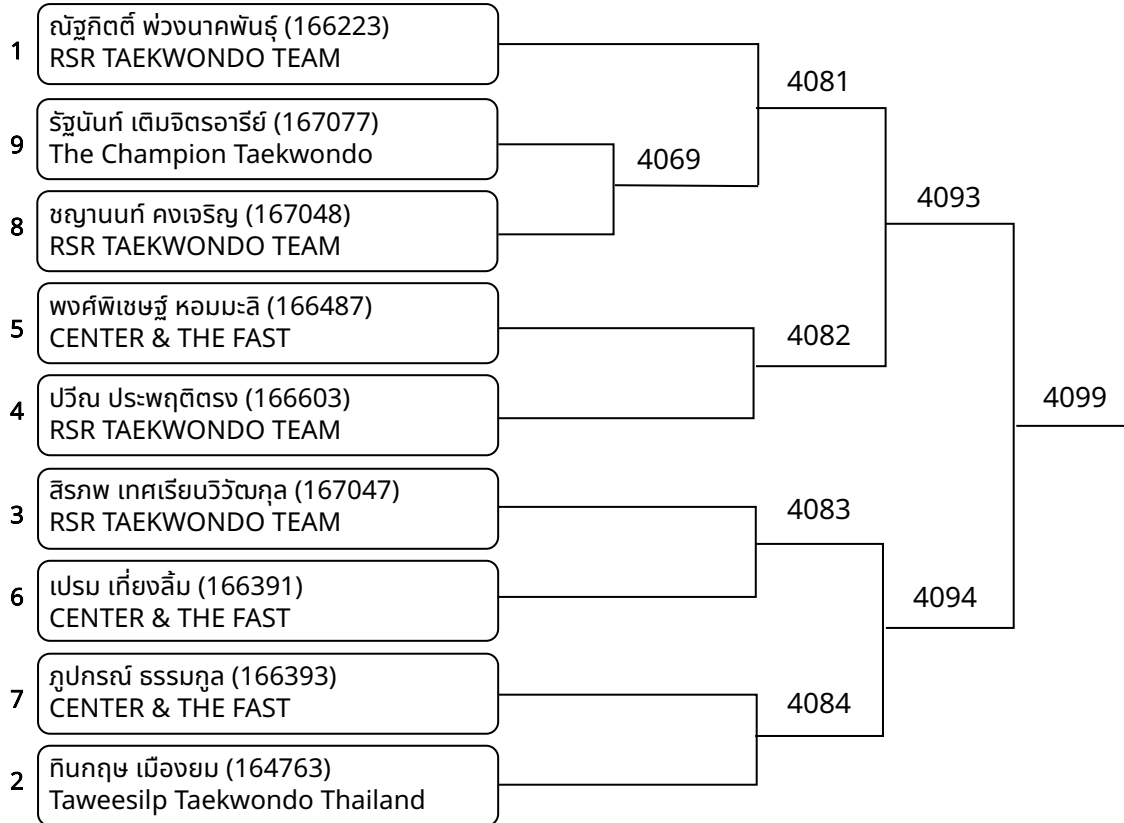 1
ณัฐกิตติ์ พ่วงนาคพันธุ์ (166223)
RSR TAEKWONDO TEAM
4081
9
รัฐนันท์ เติมจิตรอารีย์ (167077)
The Champion Taekwondo
4069
4093
8
ชญานนท์ คงเจริญ (167048)
RSR TAEKWONDO TEAM
5
พงศ์พิเชษฐ์ หอมมะลิ (166487)
CENTER & THE FAST
4082
4
ปวีณ ประพฤติตรง (166603)
RSR TAEKWONDO TEAM
4099
3
สิรภพ เทศเรียนวิวัฒกุล (167047)
RSR TAEKWONDO TEAM
4083
6
เปรม เที่ยงลิ้ม (166391)
CENTER & THE FAST
4094
7
ภูปกรณ์ ธรรมกูล (166393)
CENTER & THE FAST
4084
2
ทินกฤษ เมืองยม (164763)
Taweesilp Taekwondo Thailand